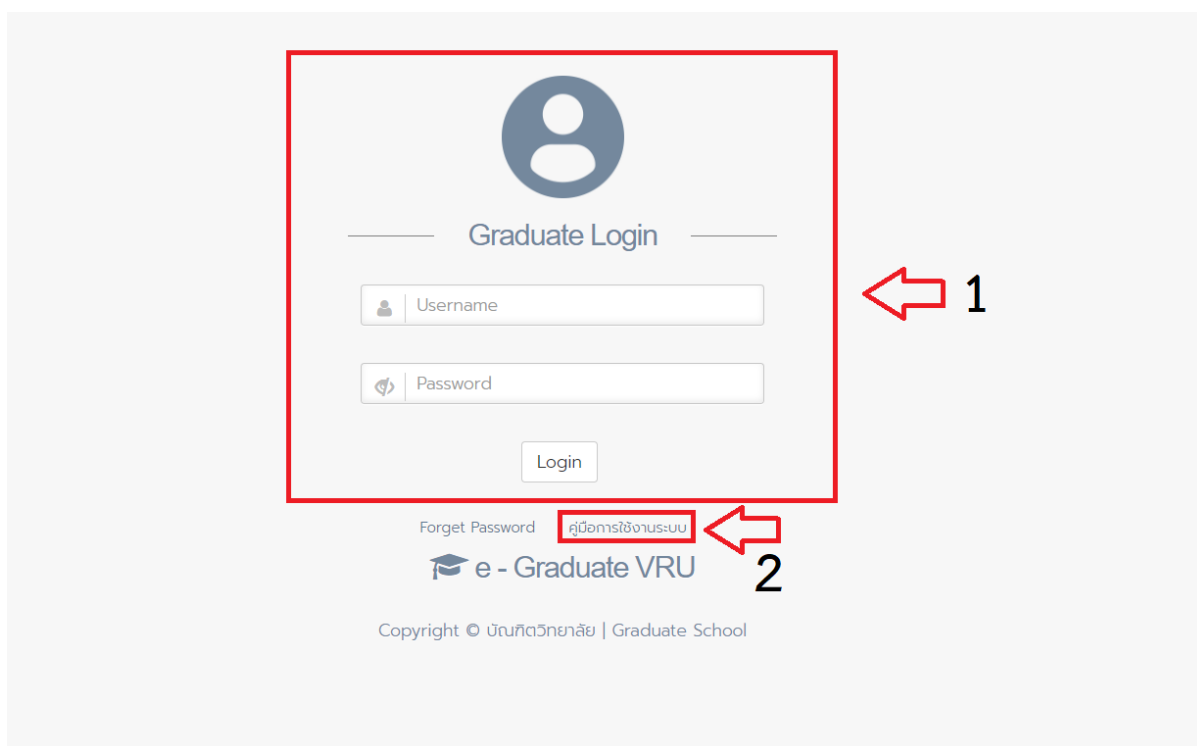 Graduate Login
Username
1
Password
Login
Forget Password คู่มือการใช้งานระบบ
2
e - Graduate VRU
Copyright © บัณฑิตวิทยาลัย | Graduate School